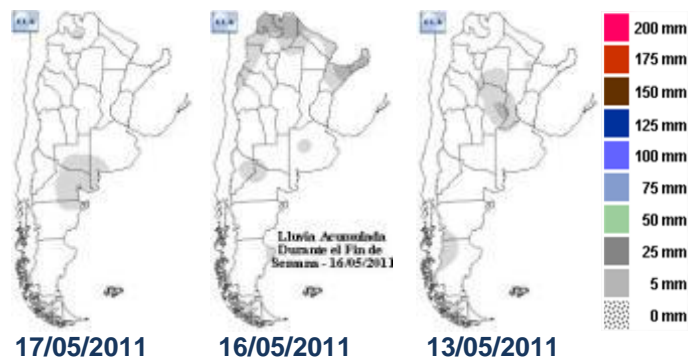 Lluvia Acumulada
Durante el Fin de
Semana - 16/05/2011
17/05/2011
16/05/2011
13/05/2011
200 mm
175 mm
150 mm
125 mm
100 mm
75 mm
50 mm
25 mm
5 mm
0 mm